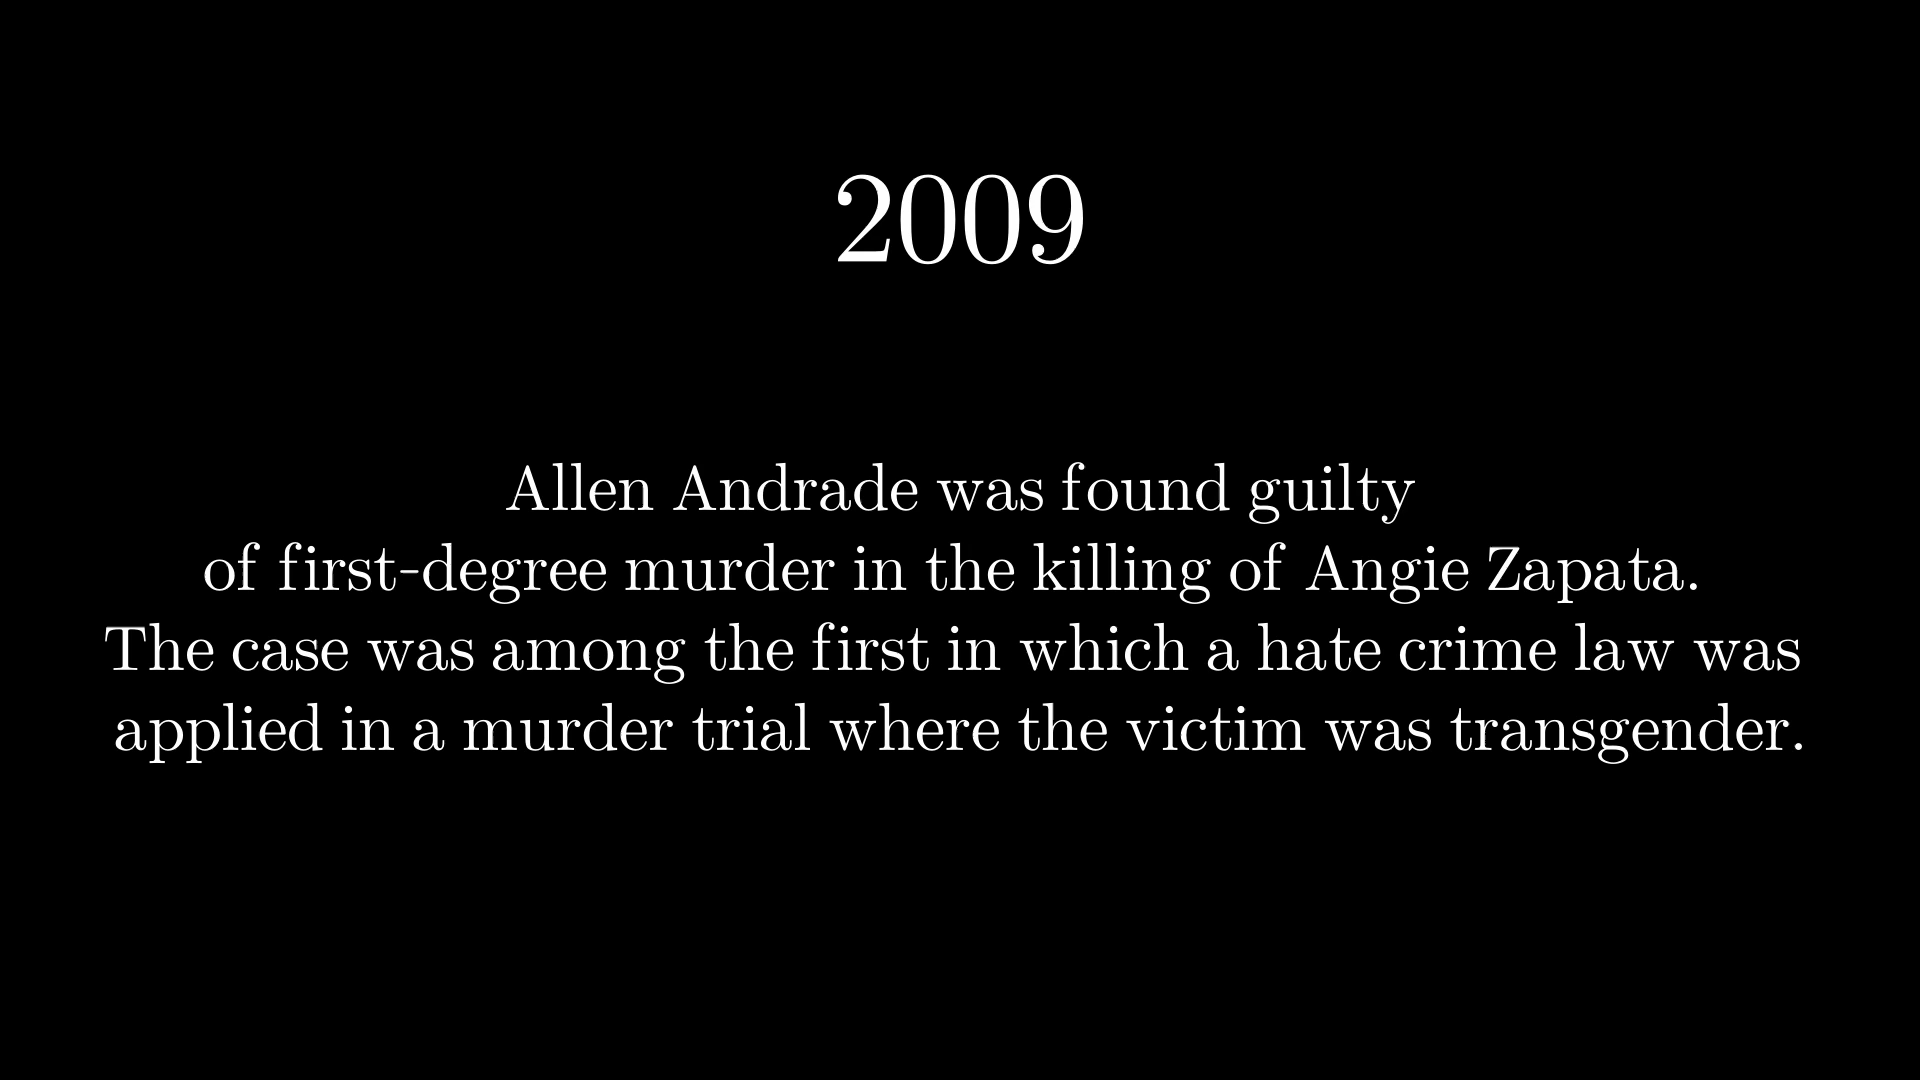 2009
Allen Andrade was found guilty
of first-degree murder in the killing of Angie Zapata.
The case was among the first in which a hate crime law was
applied in a murder trial where the victim was transgender.